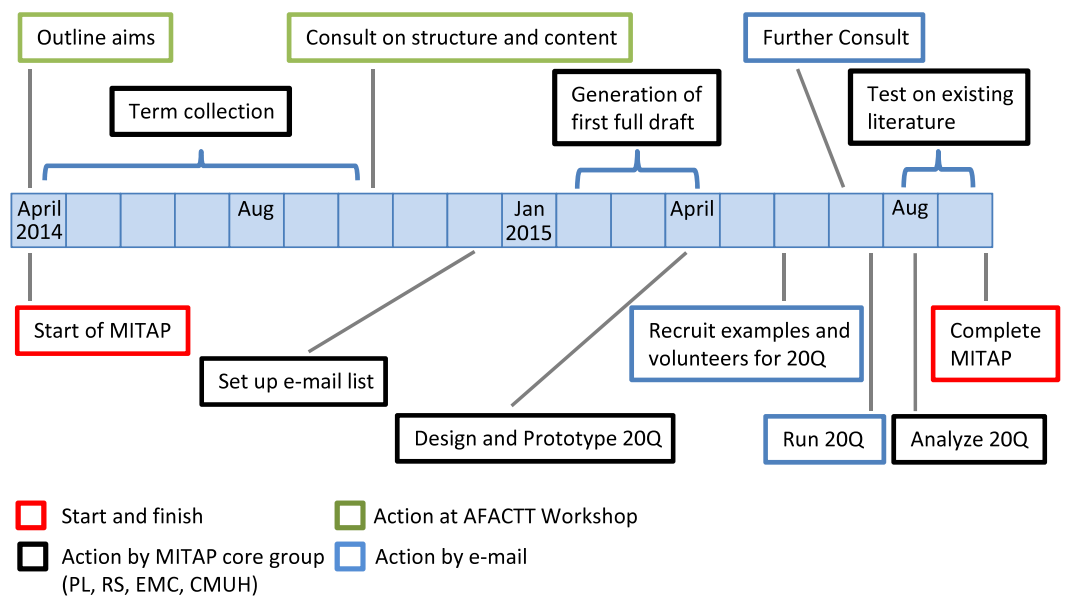 Outline aims
Consult on structure and content
Further Consult
Term collection
Generation of
first full draft
Test on existing
literature
April
2014
Aug
Jan
2015
April
Aug
Start of MITAP
Set up e-mail list
Design and Prototype 20Q
Recruit examples and
volunteers for 20Q
Complete
MITAP
Run 20Q
Analyze 20Q
Start and finish
Action at AFACTT Workshop
Action by MITAP core group
(PL, RS, EMC, CMUH)
Action by e-mail